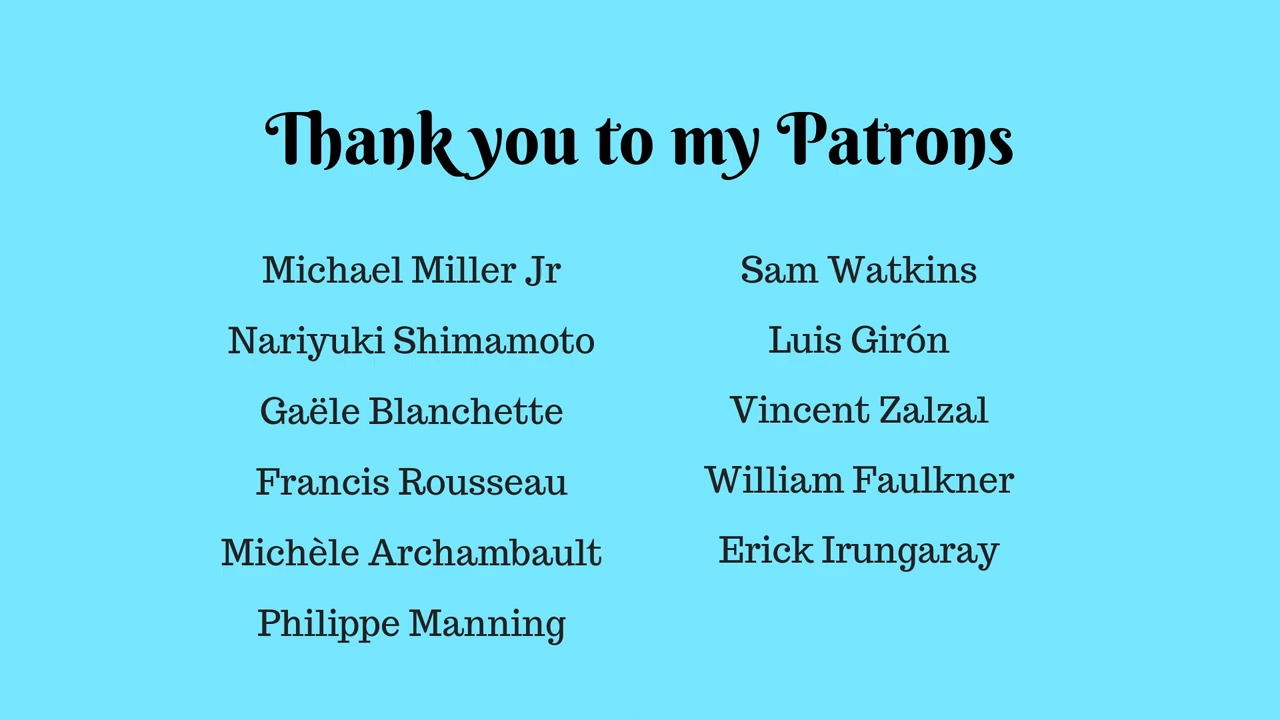 Thank you to my Patrons
Michael Miller Jr
Nariyuki Shimamoto
Gaële Blanchette
Francis Rousseau
Michèle Archambault
Philippe Manning
Sam Watkins
Luis Girón
Vincent Zalzal
William Faulkner
Erick Irungaray